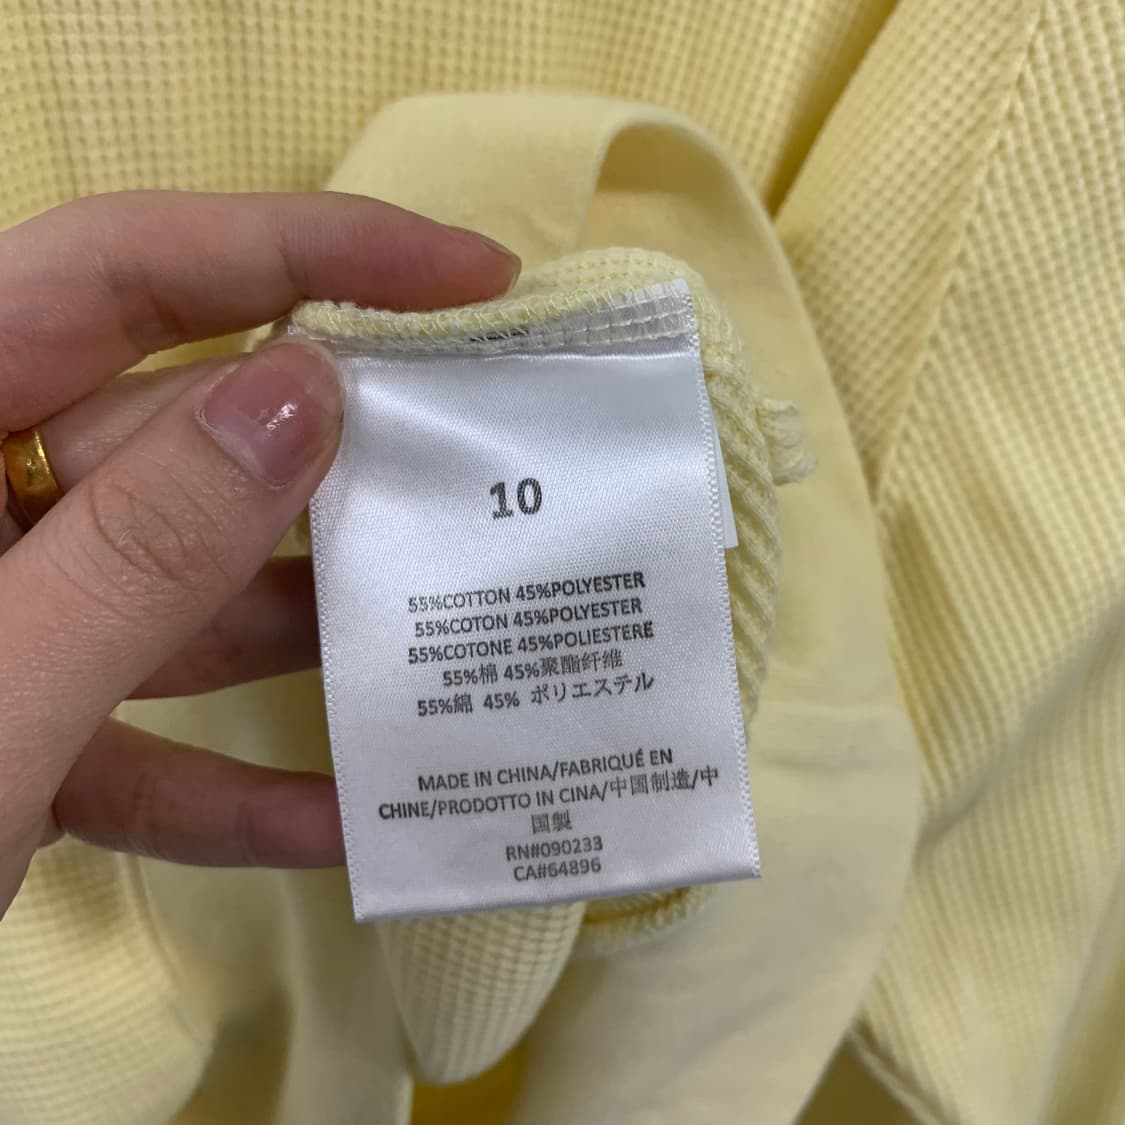 10
55%COTTON 45%POLYESTER
55%COTON 45%POLYESTER
55%COTONE 45%POLIESTERE
55%棉 45%聚酯纤维
55%綿 45% ポリエステル
MADE IN CHINA/FABRIQUÉ EN
CHINE/PRODOTTO IN CINA/中国制造/中
国製
RN#090233
CA#64896